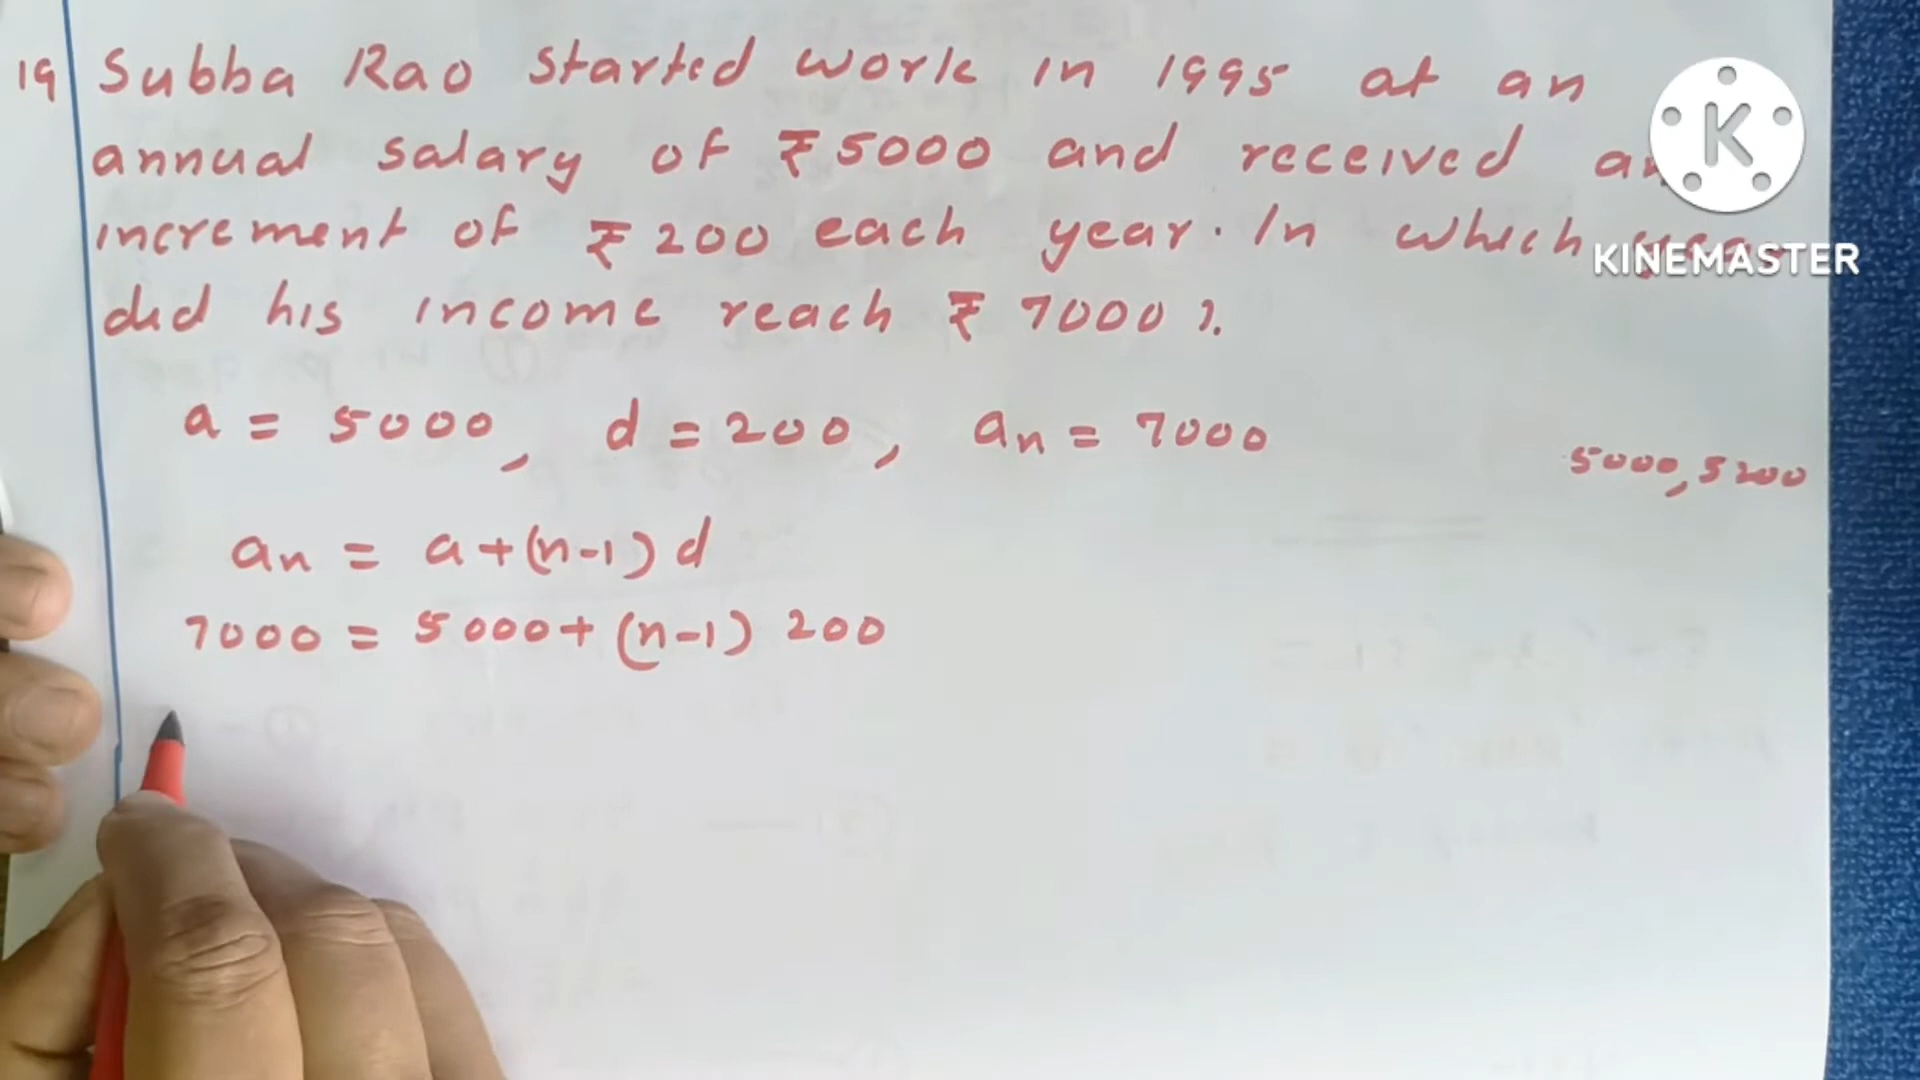 19 Subba Rao started work in 1995 at an
annual salary of ₹5000 and received an
increment of ₹200 each year. In which
did his income reach ₹7000?.
a = 5000, d = 200, an = 7000
5000, 5200
an = a+(n-1) d
7000 = 5000+ (n-1) 200
K
KINEMASTER